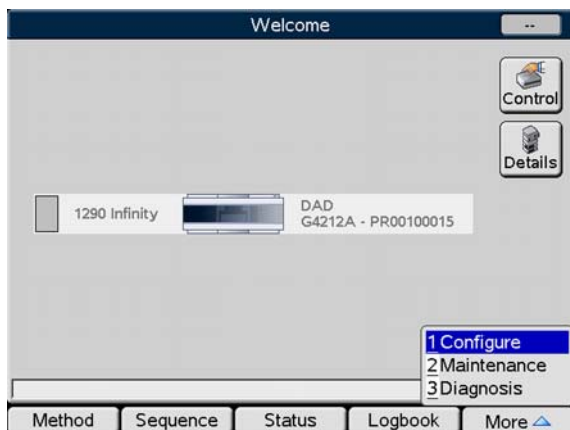 Welcome
--
Control
Details
1290 Infinity
DAD
G4212A - PR00100015
1 Configure
2 Maintenance
3 Diagnosis
Method Sequence Status Logbook More